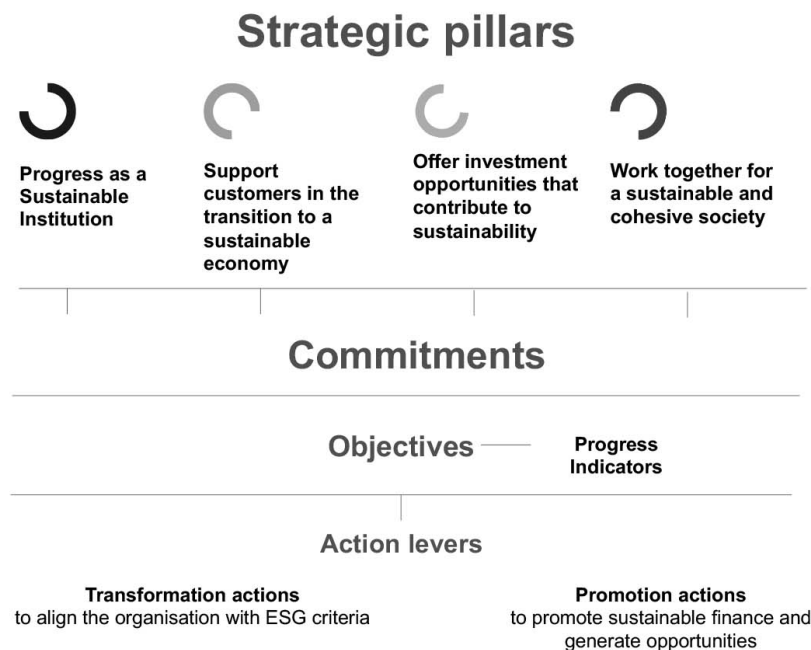 Strategic pillars
Progress as a
Sustainable
Institution
Support
customers in the
transition to a
sustainable
economy
Offer investment
opportunities that
contribute to
sustainability
Work together for
a sustainable and
cohesive society
Commitments
Objectives
Progress
Indicators
Action levers
Transformation actions
to align the organisation with ESG criteria
Promotion actions
to promote sustainable finance and
generate opportunities